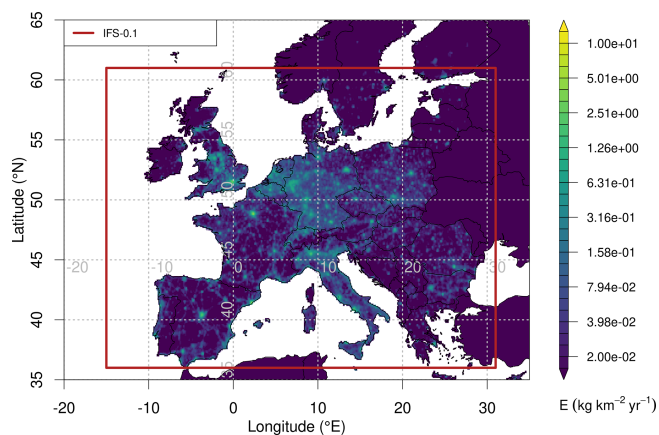 65
IFS-0.1
60
55
50
45
40
35
Latitude (°N)
60
55
50
45
40
35
-20
-10
0
10
20
30
-20
-10
0
10
20
30
Longitude (°E)
1.00e+01
5.01e+00
2.51e+00
1.26e+00
6.31e-01
3.16e-01
1.58e-01
7.94e-02
3.98e-02
2.00e-02
E (kg km⁻² yr⁻¹)